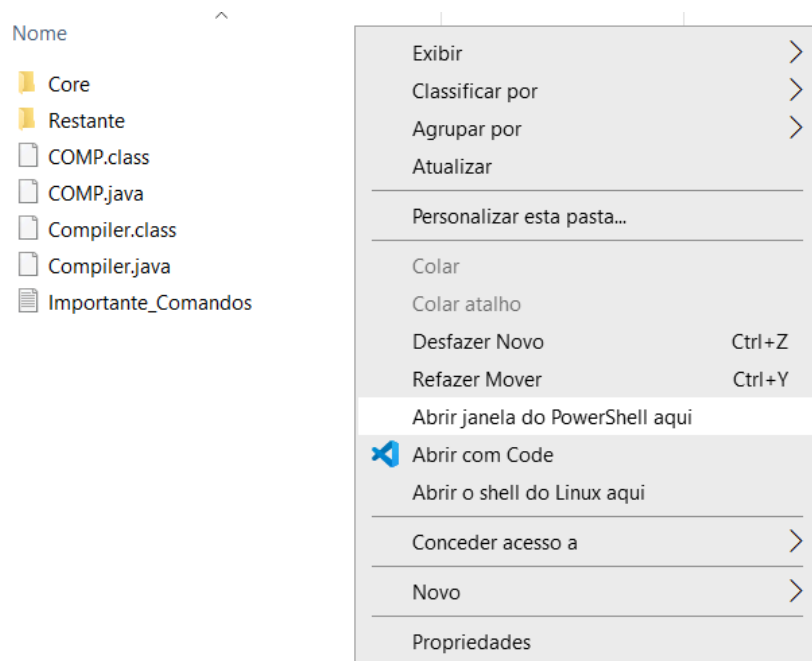 Nome
Core
Restante
COMP.class
COMP.java
Compiler.class
Compiler.java
Importante_Comandos
Exibir
Classificar por
Agrupar por
Atualizar
Personalizar esta pasta...
Colar
Colar atalho
Desfazer Novo Ctrl+Z
Refazer Mover Ctrl+Y
Abrir janela do PowerShell aqui
Abrir com Code
Abrir o shell do Linux aqui
Conceder acesso a
Novo
Propriedades